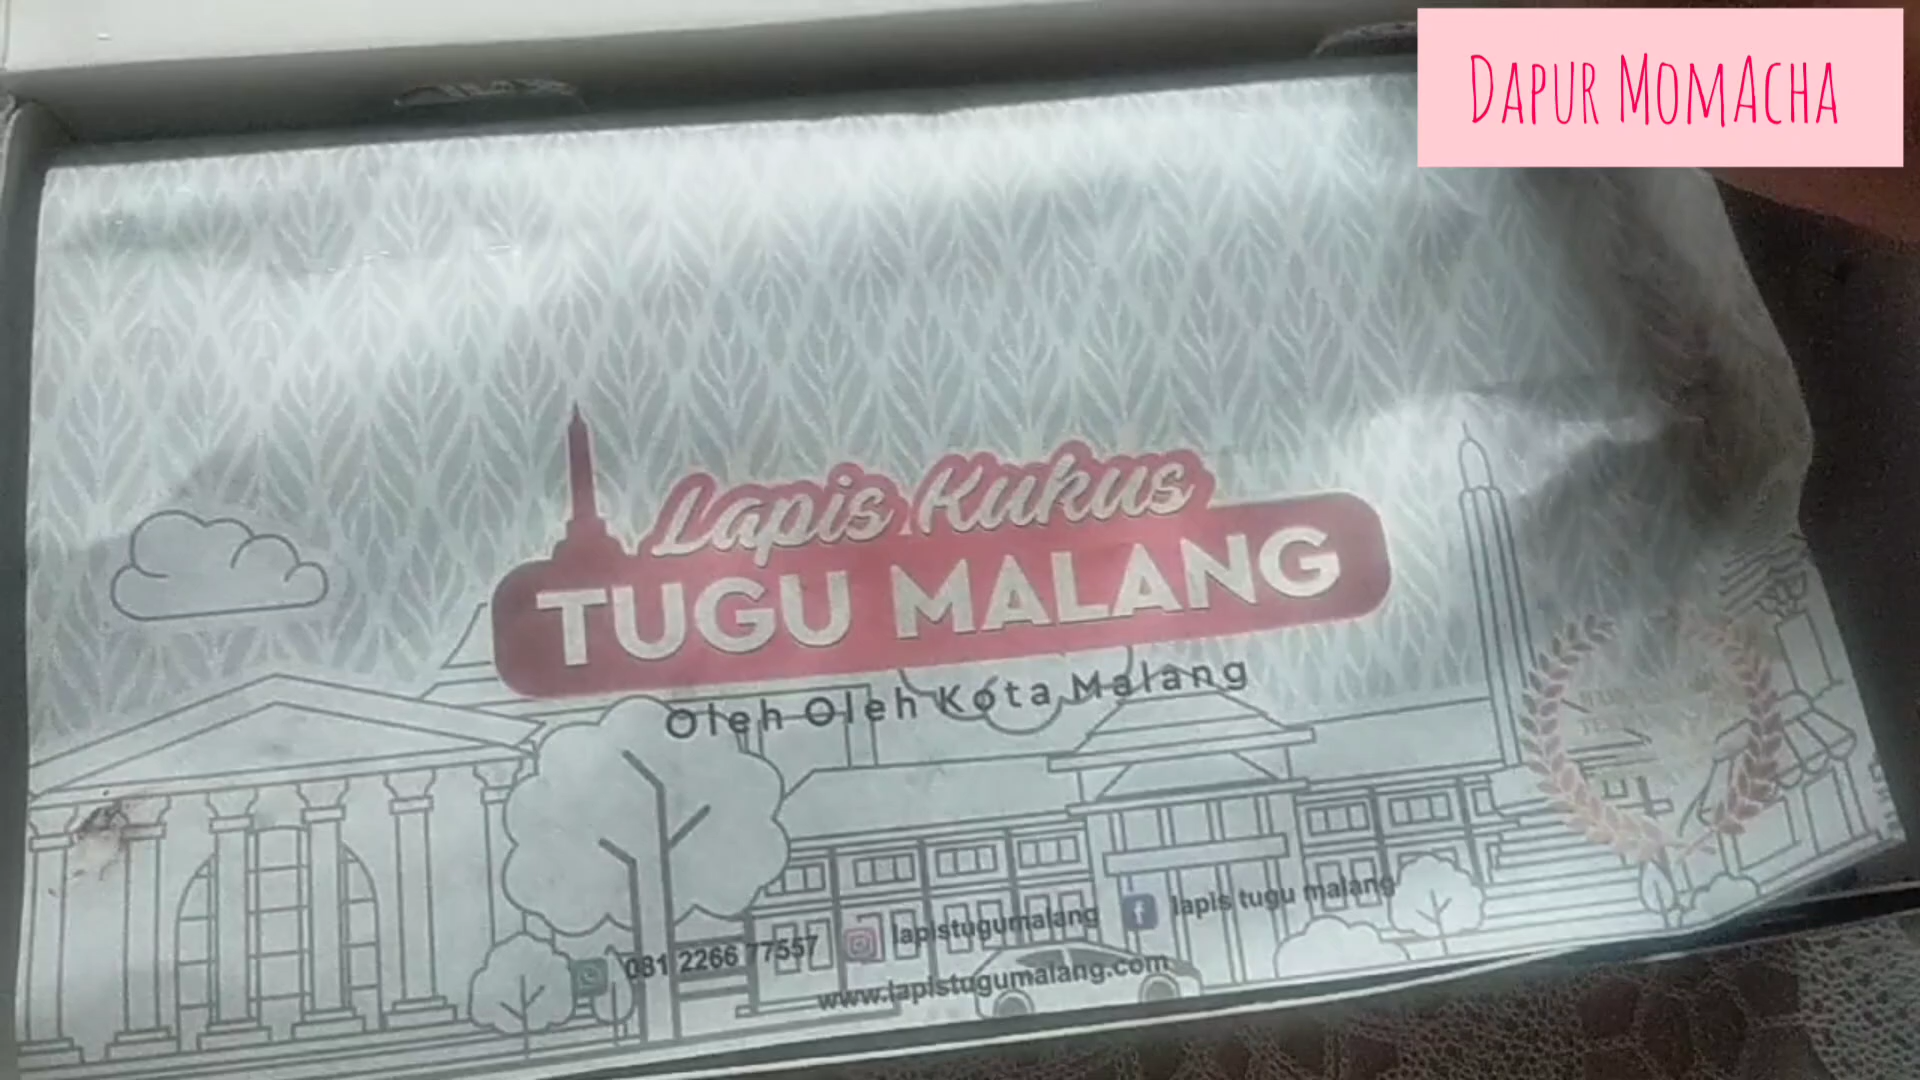 DAPUR MOMACHA
Lapis Kukus
TUGU MALANG
Oleh Oleh Kota Malang
081 2266 77557 lapistugumalang lapis tugu malang
www.lapistugumalang.com